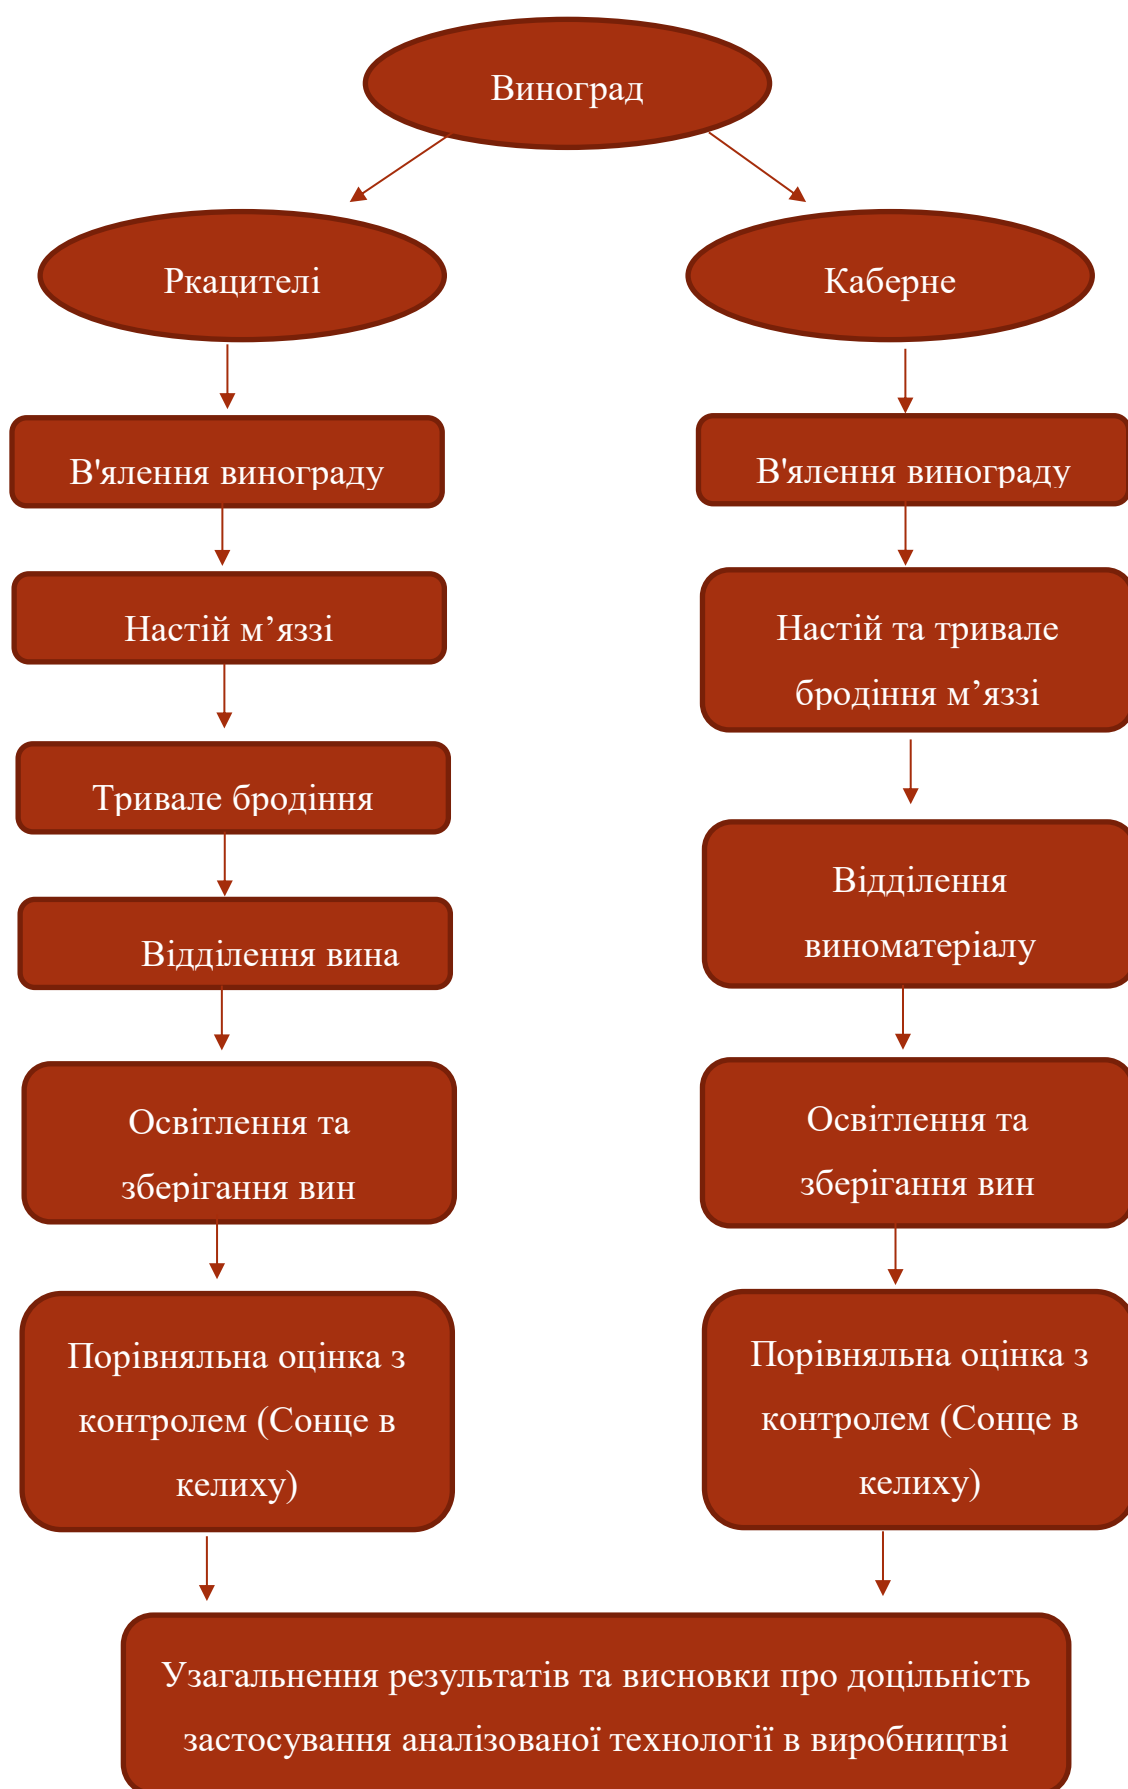 Виноград
Ркацителі
Каберне
В'ялення винограду
В'ялення винограду
Настій м’яззі
Настій та тривале
бродіння м’яззі
Тривале бродіння
Відділення
виноматеріалу
Відділення вина
Освітлення та
зберігання вин
Освітлення та
зберігання вин
Порівняльна оцінка з
контролем (Сонце в
келиху)
Порівняльна оцінка з
контролем (Сонце в
келиху)
Узагальнення результатів та висновки про доцільність
застосування аналізованої технології в виробництві